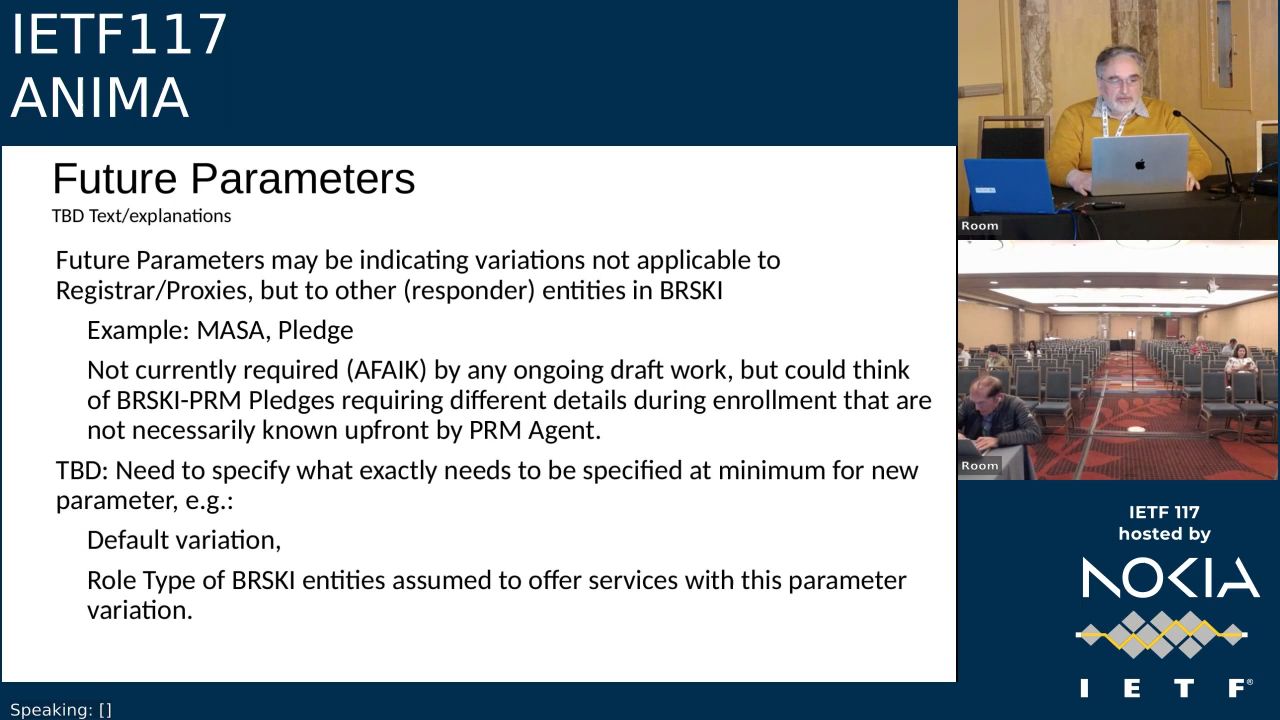 IETF117
ANIMA
Future Parameters
TBD Text/explanations
Future Parameters may be indicating variations not applicable to
Registrar/Proxies, but to other (responder) entities in BRSKI
Example: MASA, Pledge
Not currently required (AFAIK) by any ongoing draft work, but could think
of BRSKI-PRM Pledges requiring different details during enrollment that are
not necessarily known upfront by PRM Agent.
TBD: Need to specify what exactly needs to be specified at minimum for new
parameter, e.g.:
Default variation,
Role Type of BRSKI entities assumed to offer services with this parameter
variation.
Speaking: []
Room
Room
IETF 117
hosted by
NOKIA
I E T F®